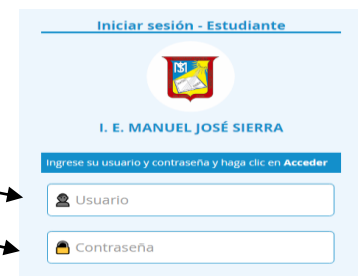 Iniciar sesión - Estudiante
I. E. MANUEL JOSÉ SIERRA
Ingrese su usuario y contraseña y haga clic en Acceder
Usuario
Contraseña